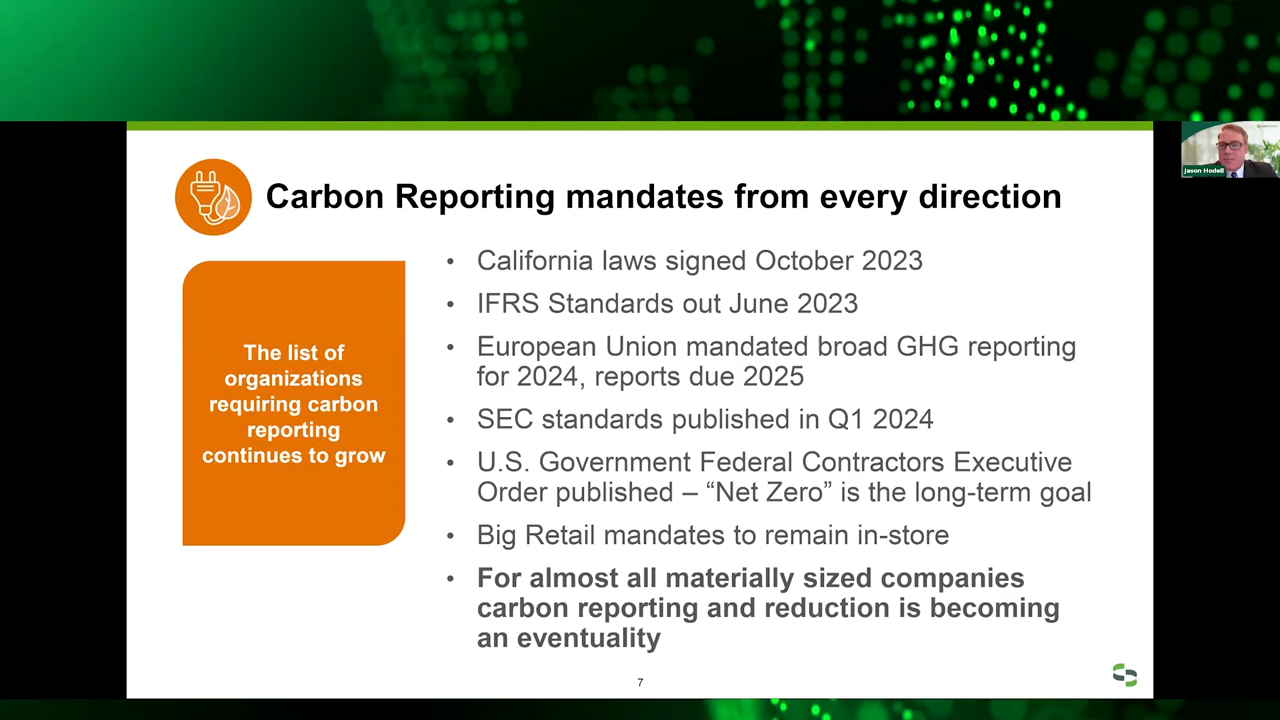 Carbon Reporting mandates from every direction
The list of
organizations
requiring carbon
reporting
continues to grow
• California laws signed October 2023
• IFRS Standards out June 2023
• European Union mandated broad GHG reporting
for 2024, reports due 2025
• SEC standards published in Q1 2024
• U.S. Government Federal Contractors Executive
Order published – “Net Zero” is the long-term goal
• Big Retail mandates to remain in-store
• For almost all materially sized companies
carbon reporting and reduction is becoming
an eventuality
7
Jason Hodell